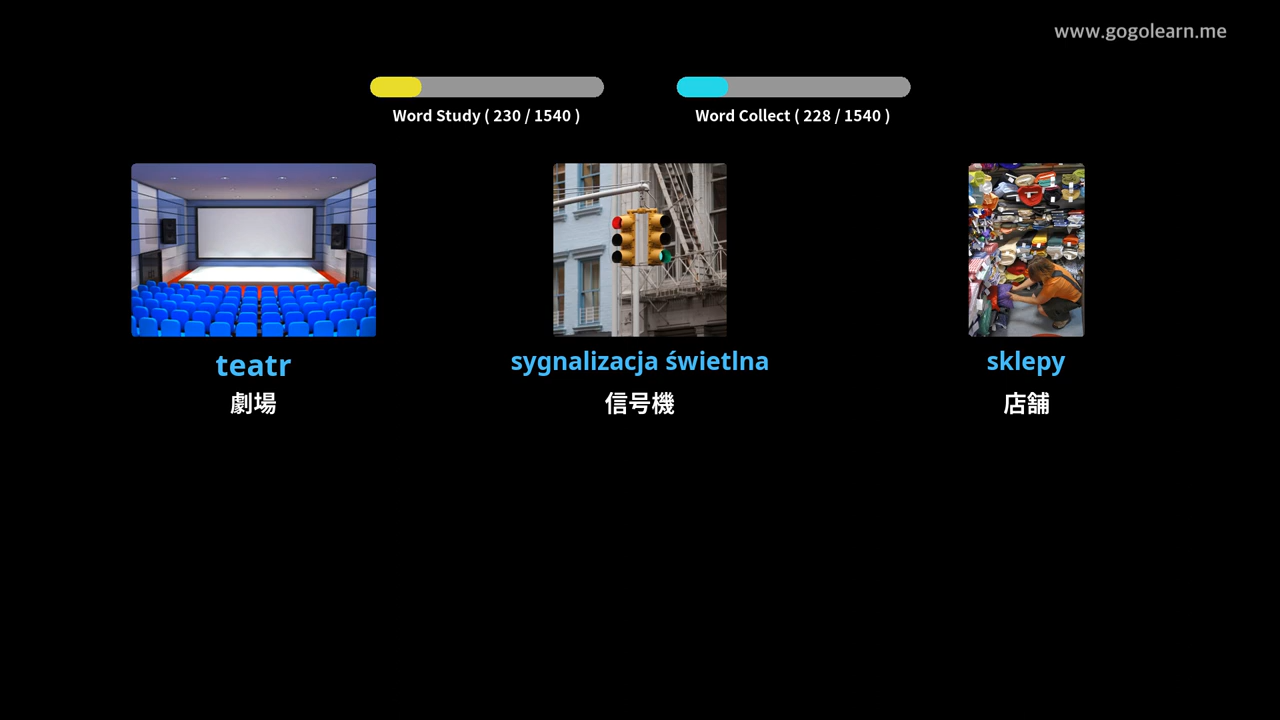 www.gogolearn.me
Word Study ( 230 / 1540 )
Word Collect ( 228 / 1540 )
teatr
劇場
sygnalizacja świetlna
信号機
sklepy
店舗